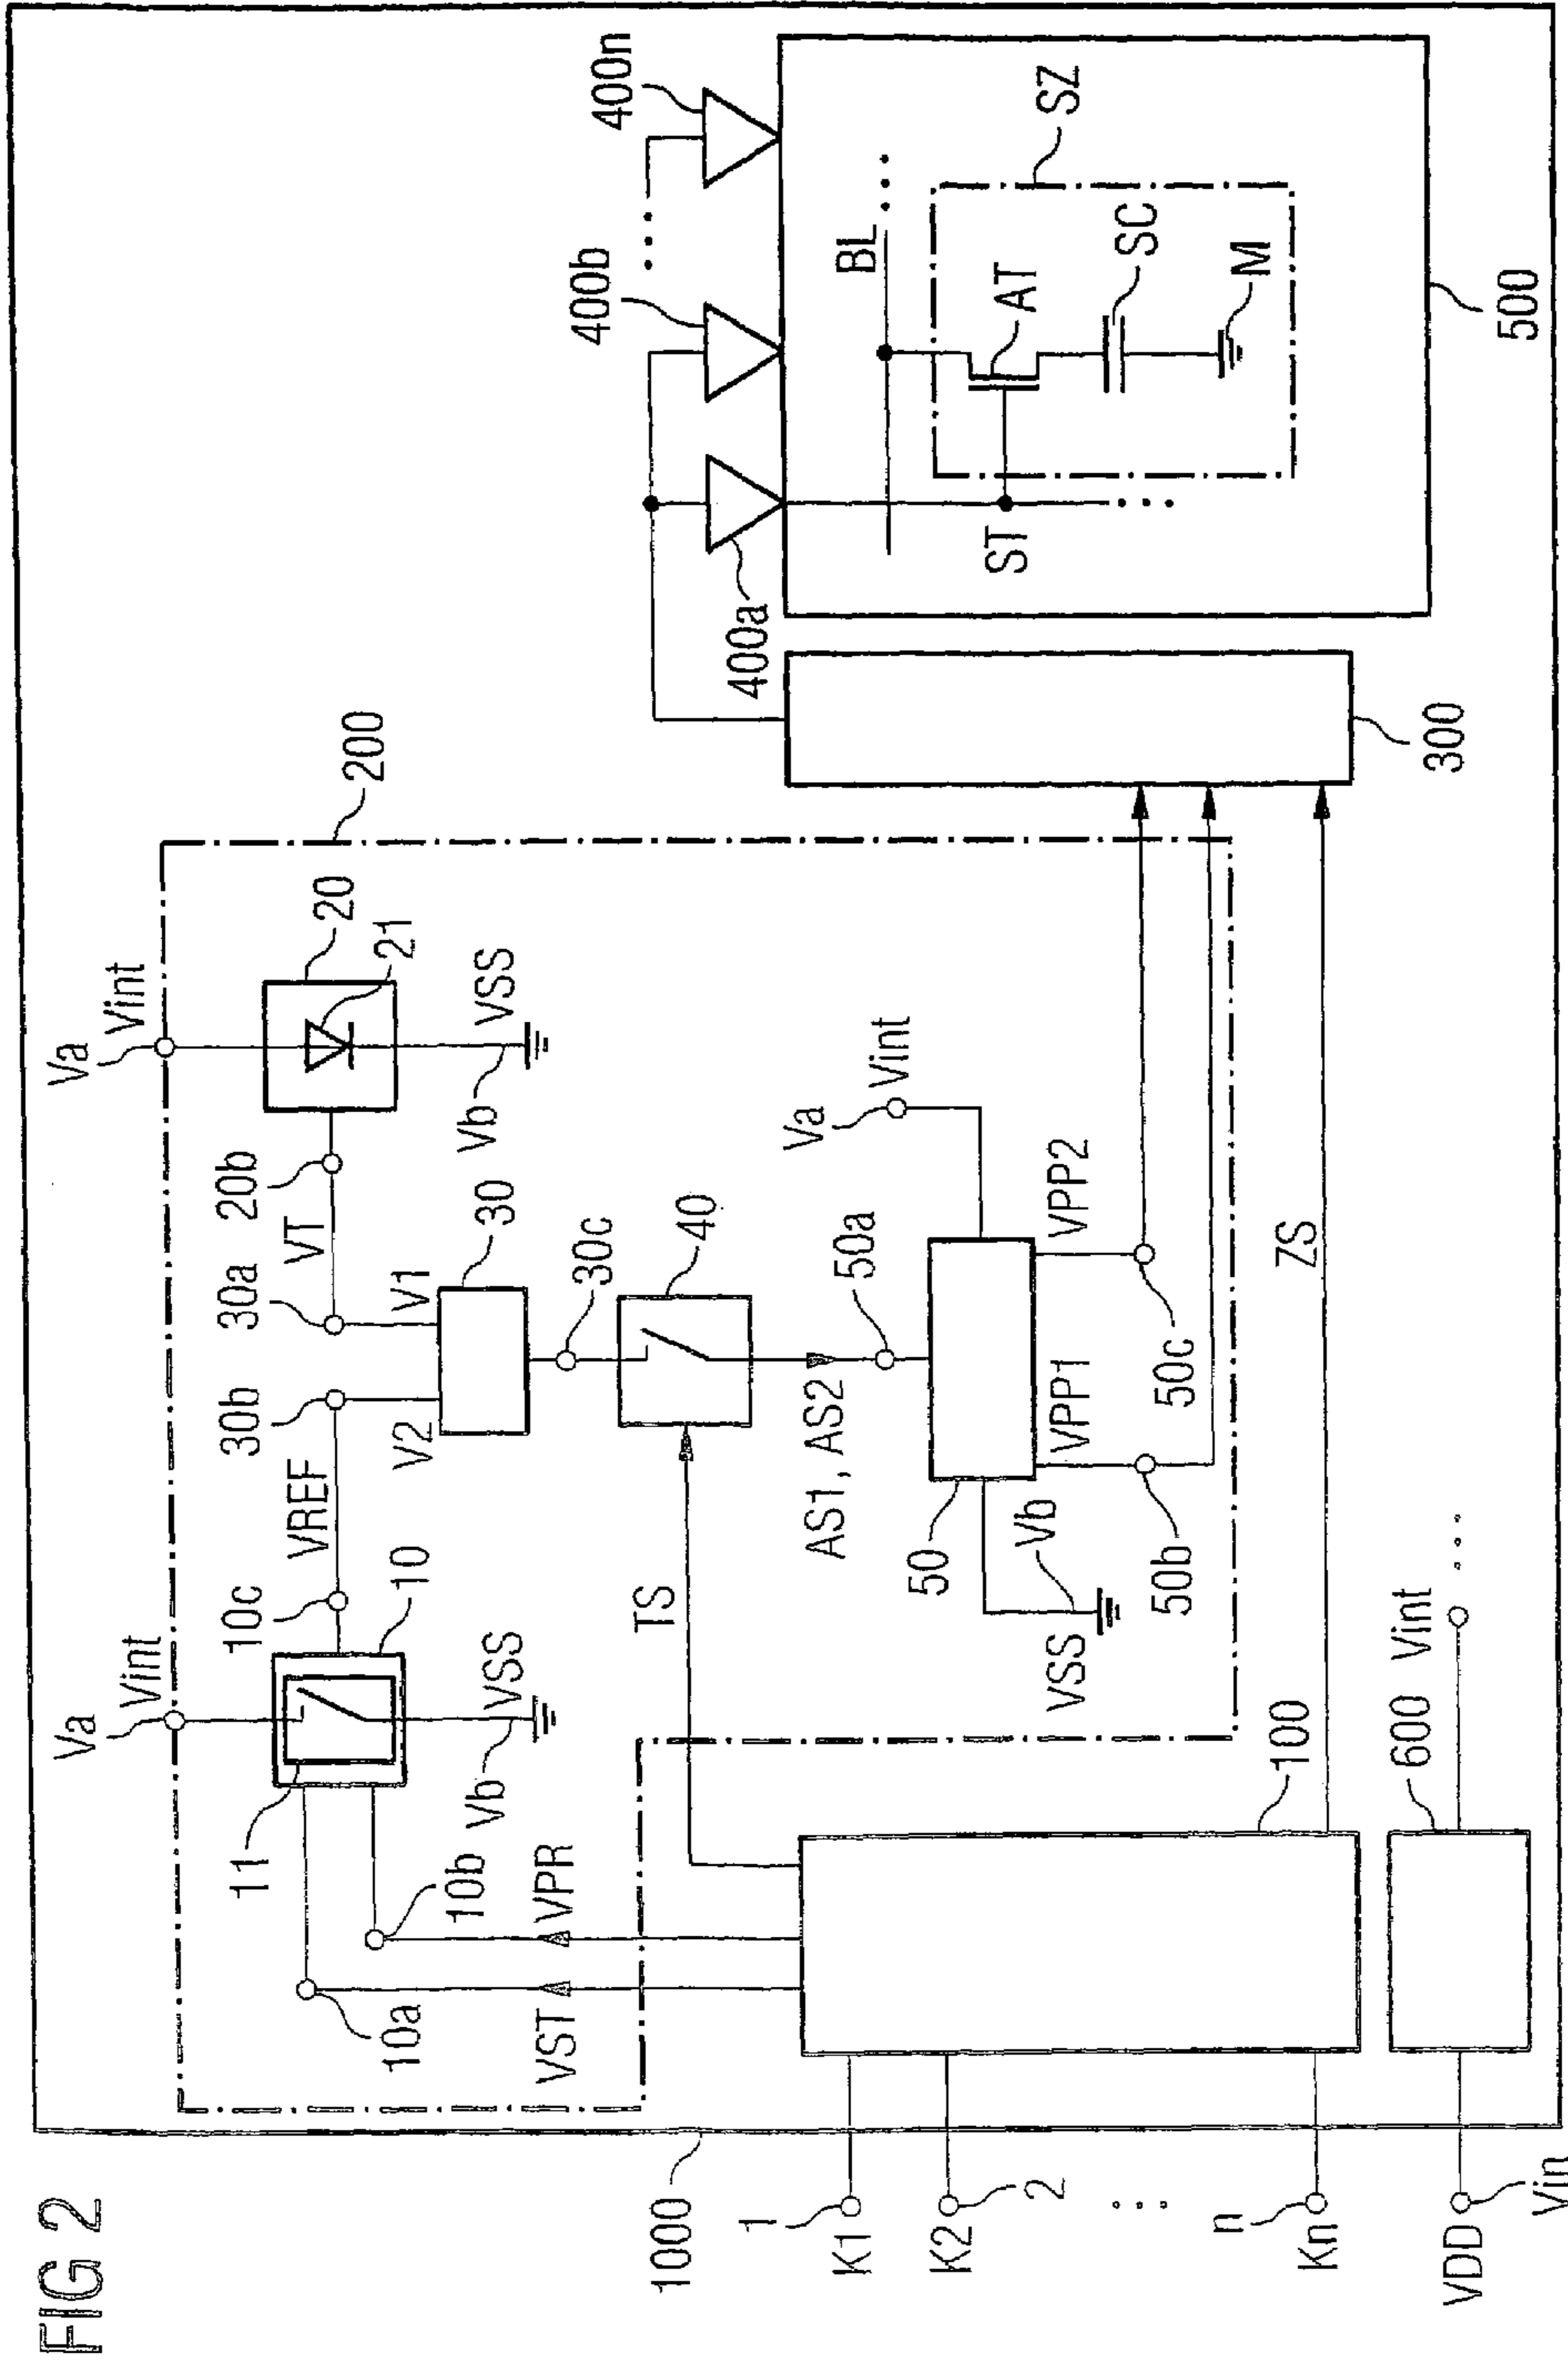 FIG 2
1000
K1
1
K2
2
Kn
n
VDD
Vin
Va
Vint
11
10
10a
10b
10c
VST
VPR
Vb
VSS
VREF
30b
30a
V2
V1
30
VT
20b
Va
Vint
20
21
Vb
VSS
200
30c
40
TS
AS1, AS2
50a
50
Va
Vint
Vb
VSS
VPP1
VPP2
50b
50c
100
ZS
600
Vint
300
400a
400b
400n
BL
ST
AT
SC
M
SZ
500